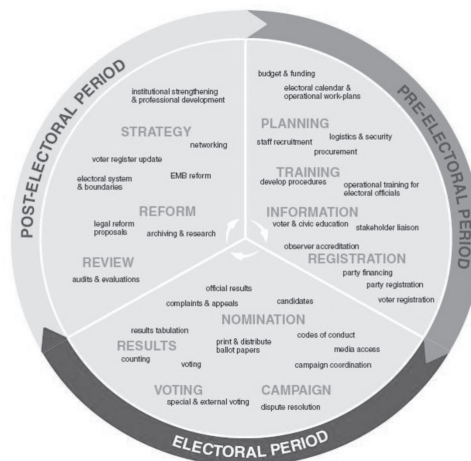 POST-ELECTORAL PERIOD
institutional strengthening
& professional development
STRATEGY
networking
voter register update
EMB reform
electoral system
& boundaries
REFORM
legal reform
proposals
archiving & research
REVIEW
audits & evaluations
PRE-ELECTORAL PERIOD
budget & funding
electoral calendar &
operational work-plans
PLANNING
logistics & security
staff recruitment
procurement
TRAINING
develop procedures
operational training for
electoral officials
INFORMATION
voter & civic education
stakeholder liaison
observer accreditation
REGISTRATION
party financing
party registration
voter registration
ELECTORAL PERIOD
official results
complaints & appeals
candidates
NOMINATION
results tabulation
print & distribute
ballot papers
codes of conduct
RESULTS
media access
counting
voting
campaign coordination
VOTING
CAMPAIGN
special & external voting
dispute resolution